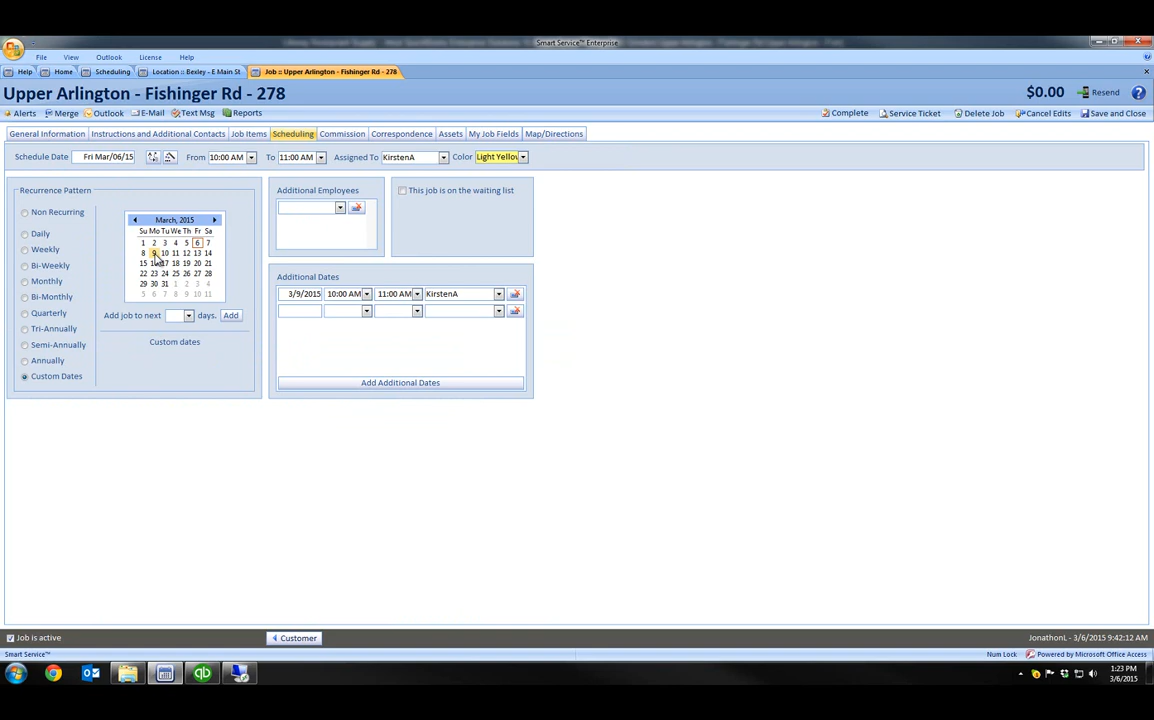 Smart Service™ Enterprise
File View Outlook License Help
Help Home Scheduling Location :: Bexley - E Main St Job :: Upper Arlington - Fishinger Rd - 278
Upper Arlington - Fishinger Rd - 278 $0.00 Resend
Alerts Merge Outlook E-Mail Text Msg Reports Complete Service Ticket Delete Job Cancel Edits Save and Close
General Information Instructions and Additional Contacts Job Items Scheduling Commission Correspondence Assets My Job Fields Map/Directions
Schedule Date Fri Mar/06/15 From 10:00 AM To 11:00 AM Assigned To KirstenA Color Light Yellow
Recurrence Pattern
Non Recurring
Daily
Weekly
Bi-Weekly
Monthly
Bi-Monthly
Quarterly
Tri-Annually
Semi-Annually
Annually
Custom Dates
March, 2015
Su Mo Tu We Th Fr Sa
1 2 3 4 5 6 7
8 9 10 11 12 13 14
15 17 18 19 20 21
22 23 24 25 26 27 28
29 30 31 1 2 3 4
5 6 7 8 9 10 11
Add job to next days. Add
Custom dates
Additional Employees
This job is on the waiting list
Additional Dates
3/9/2015 10:00 AM 11:00 AM KirstenA
Add Additional Dates
Job is active Customer JonathonL - 3/6/2015 9:42:12 AM
Smart Service™ Num Lock Powered by Microsoft Office Access
1:23 PM
3/6/2015